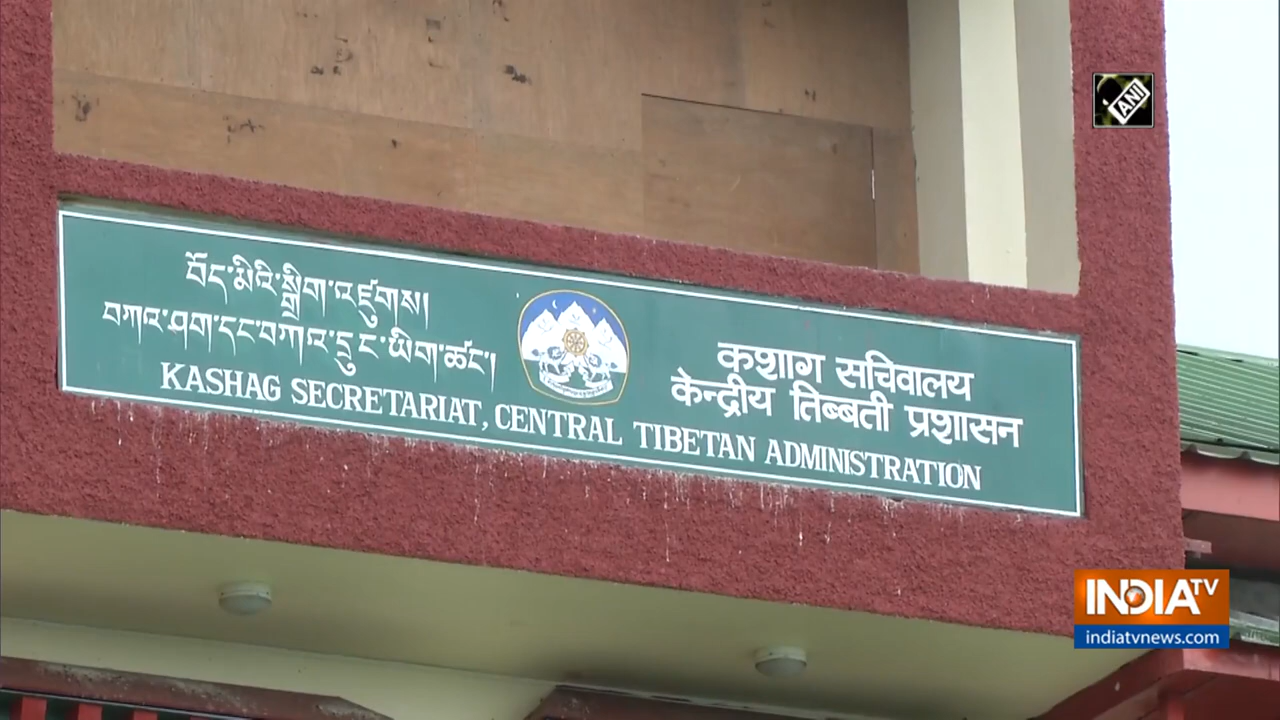 བོད་མིའི་སྒྲིག་འཛུགས།
བཀའ་ཤག་དྲང་བཀའ་དྲུང་ཡིག་ཚང་།
KASHAG SECRETARIAT, CENTRAL TIBETAN ADMINISTRATION
कशाग सचिवालय
केन्द्रीय तिब्बती प्रशासन
ANI
INDIA TV
indiatvnews.com